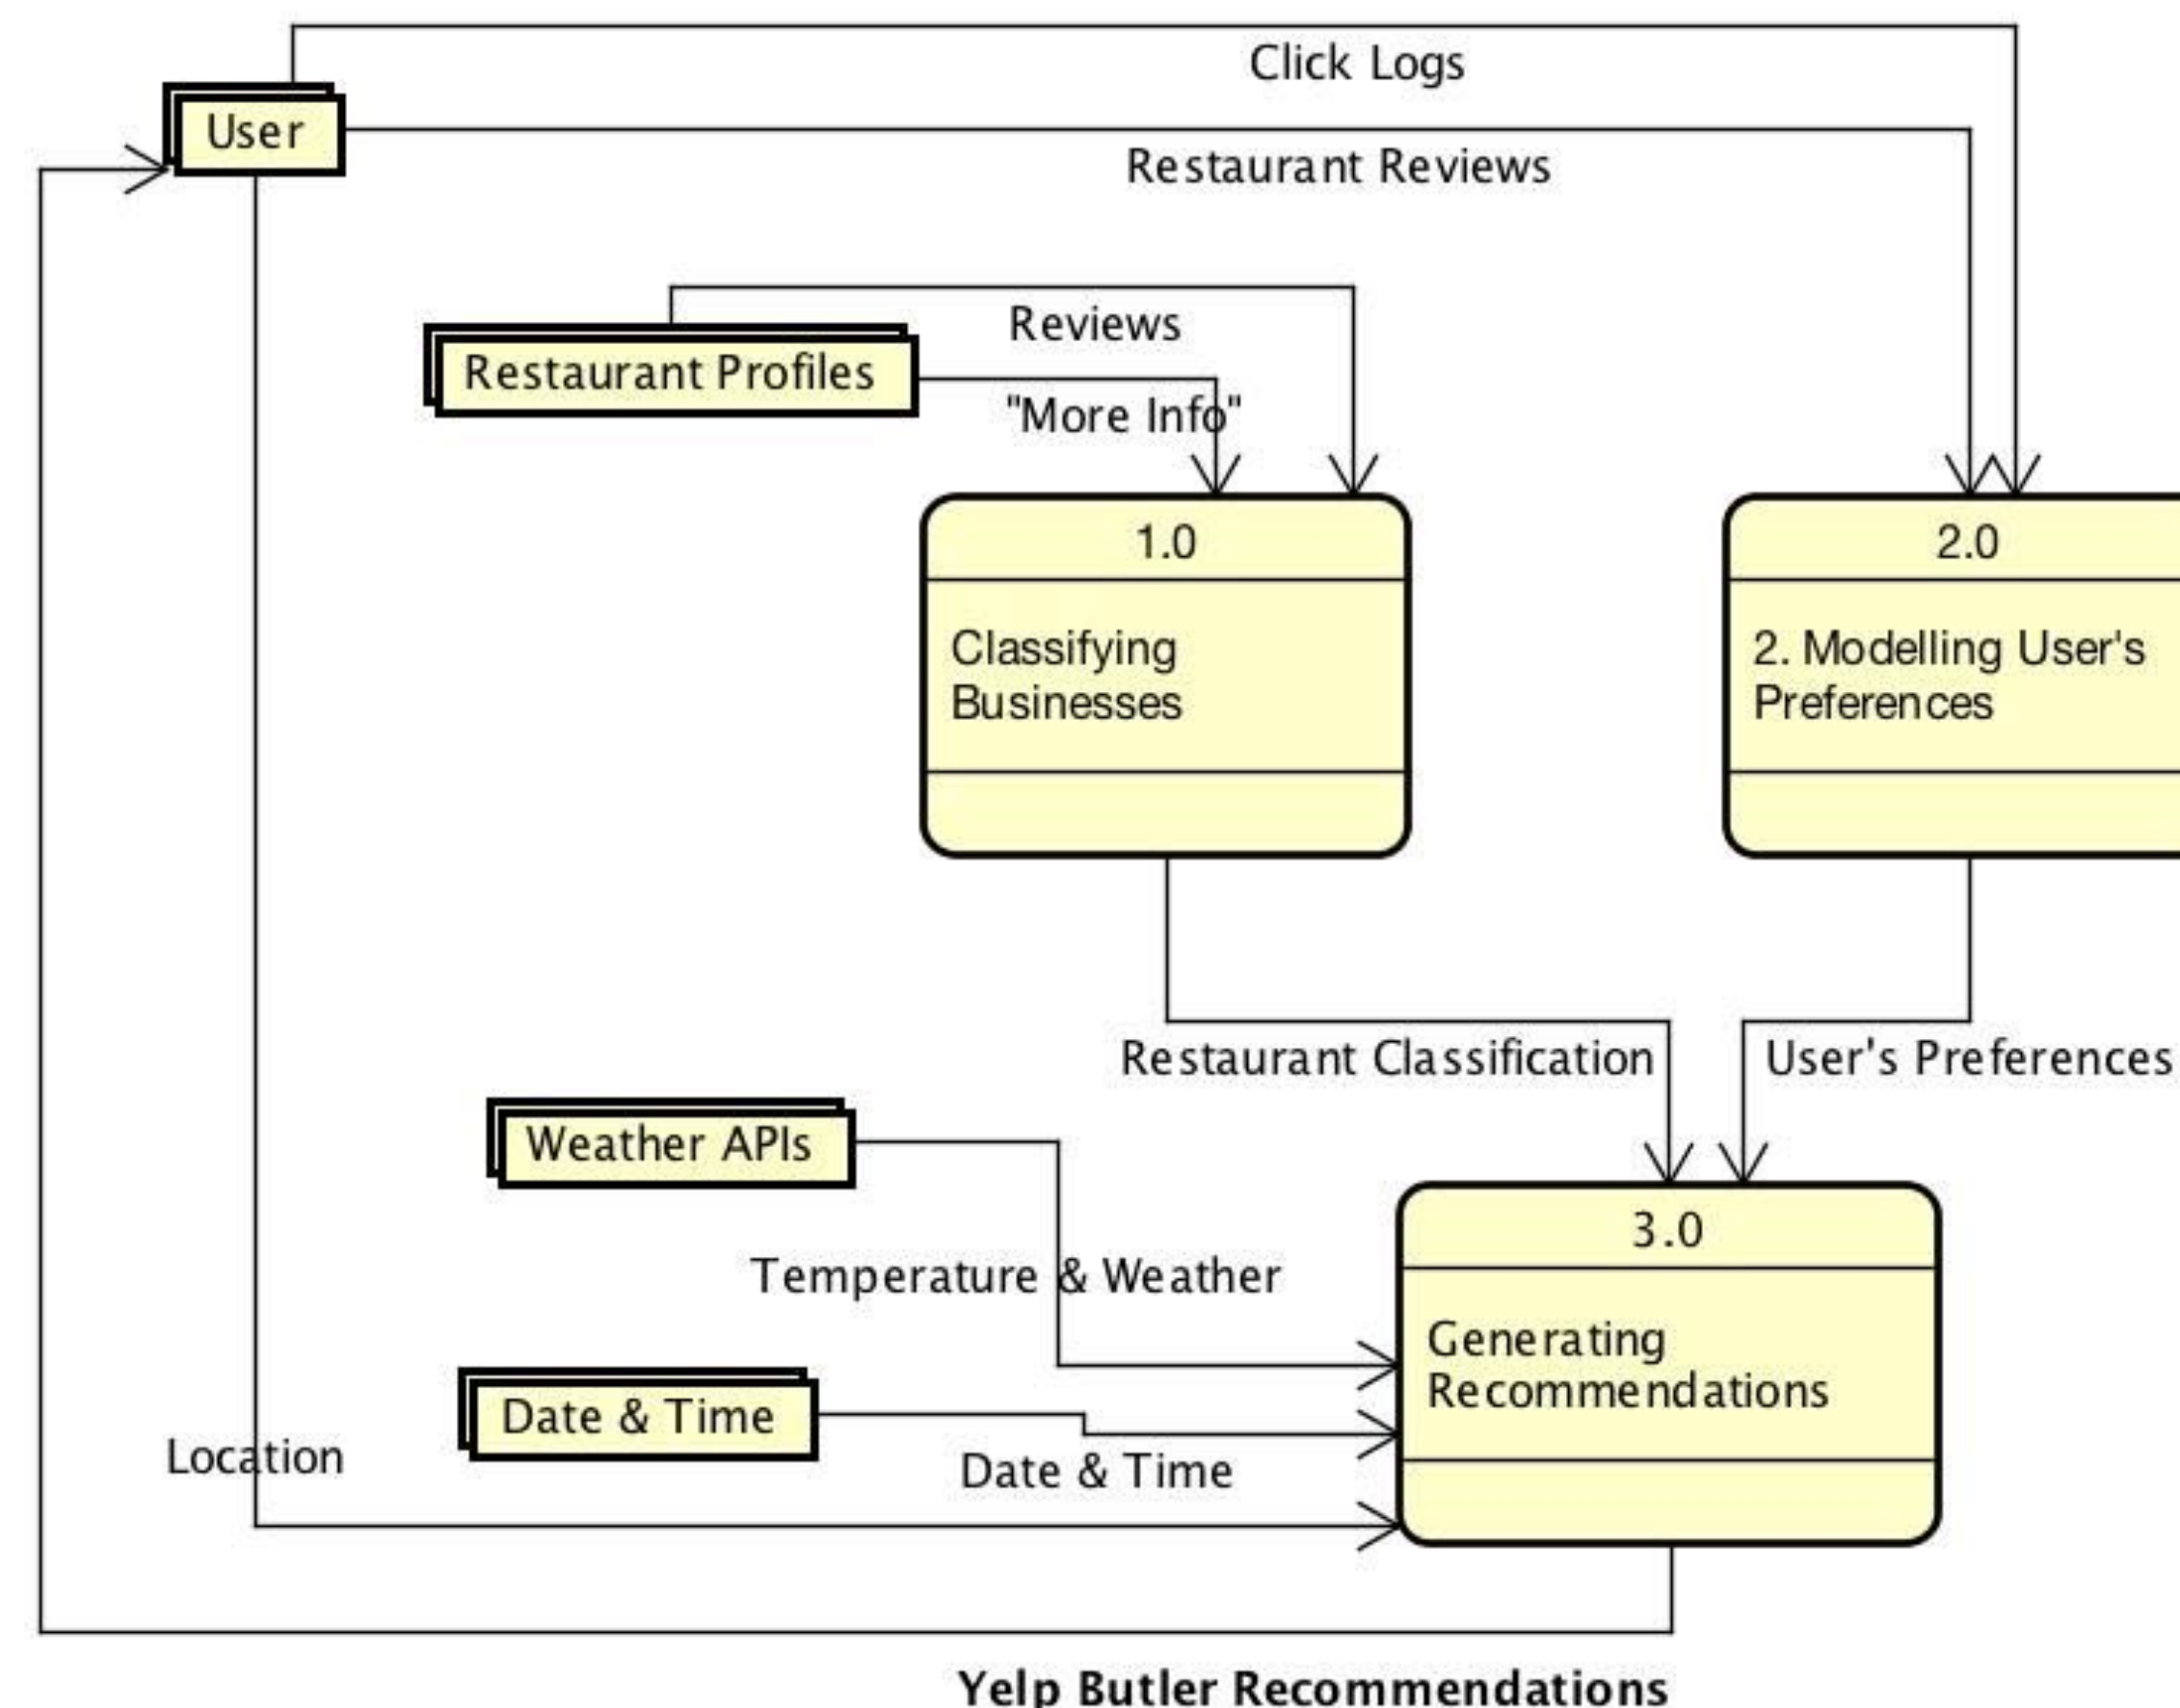 Click Logs
User
Restaurant Reviews
Reviews
Restaurant Profiles
"More Info"
1.0
2.0
Classifying
Businesses
2. Modelling User's
Preferences
Restaurant Classification
User's Preferences
Weather APIs
3.0
Temperature & Weather
Generating
Recommendations
Date & Time
Location
Date & Time
Yelp Butler Recommendations